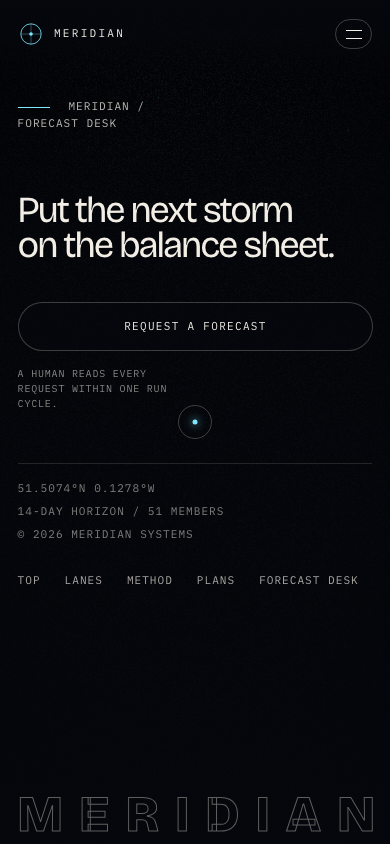 MERIDIAN
MERIDIAN /
FORECAST DESK
Put the next storm
on the balance sheet.
REQUEST A FORECAST
A HUMAN READS EVERY
REQUEST WITHIN ONE RUN
CYCLE.
51.5074°N 0.1278°W
14-DAY HORIZON / 51 MEMBERS
© 2026 MERIDIAN SYSTEMS
TOP LANES METHOD PLANS FORECAST DESK
MERIDIAN